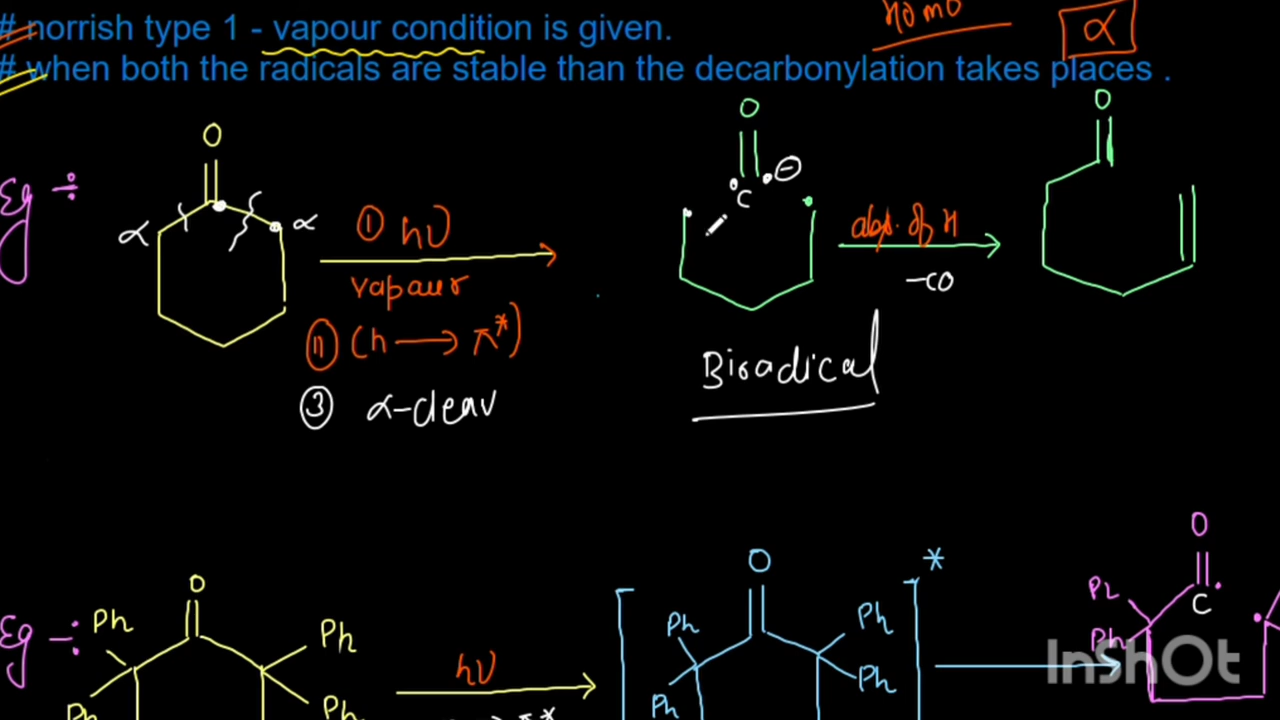 # norrish type 1 - vapour condition is given.
homo
α
# when both the radicals are stable than the decarbonylation takes places .
Eg ÷
O
α
α
① hν
vapaur
② (n → π*)
③ α-cleav
O
C
⊖
Biradical
abs. of H
-CO
O
Eg ÷
O
Ph
Ph
Ph
Ph
hν
π*
O
Ph
Ph
Ph
Ph
*
O
C
Ph
Ph
InShOt